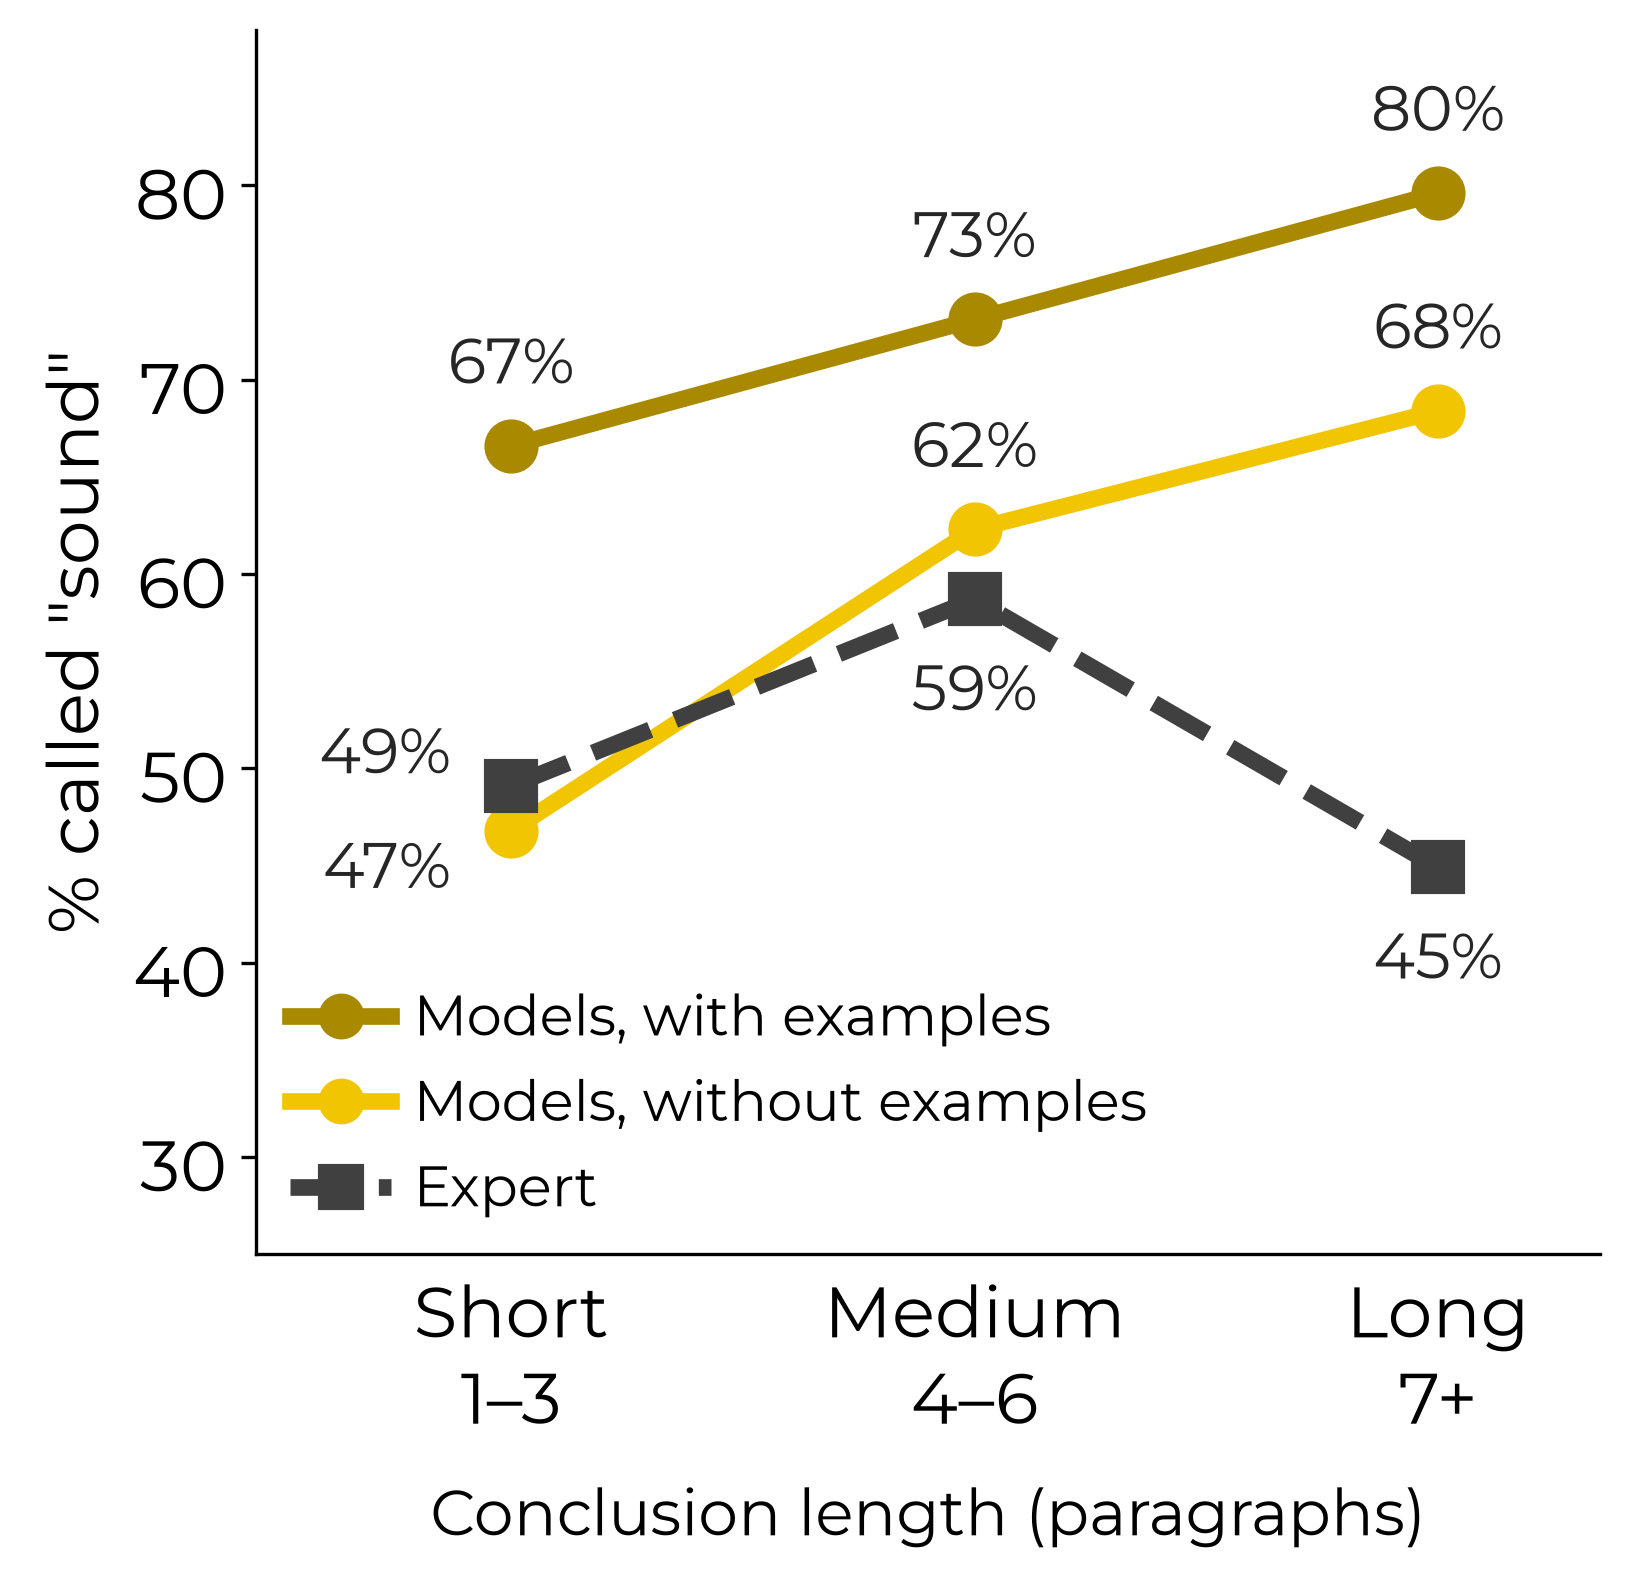 80%
80
73%
68%
67%
70
62%
60
59%
49%
50
47%
45%
40
30
% called "sound"
Models, with examples
Models, without examples
Expert
Short
1–3
Medium
4–6
Long
7+
Conclusion length (paragraphs)